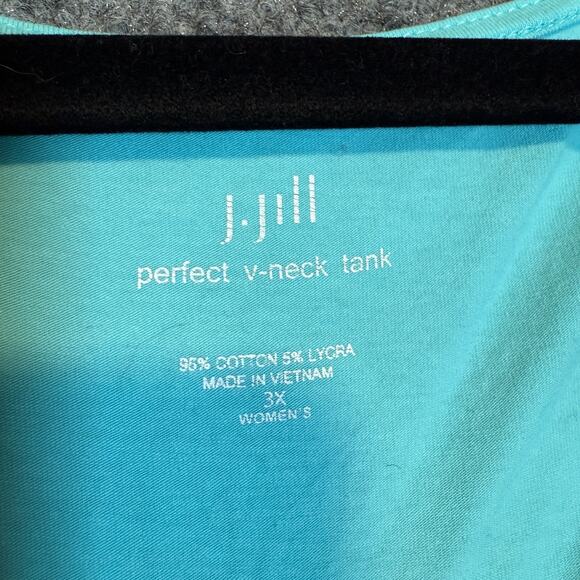 J.Jill
perfect v-neck tank
95% COTTON 5% LYCRA
MADE IN VIETNAM
3X
WOMEN'S